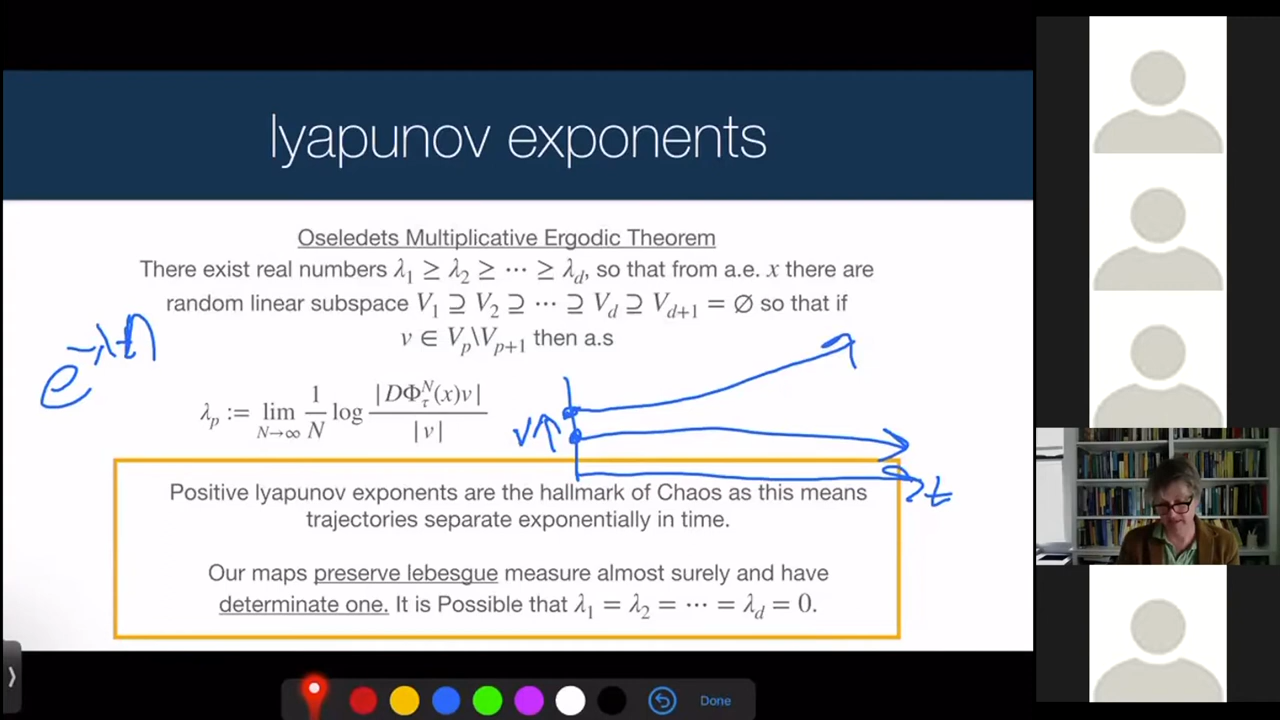 lyapunov exponents
Oseledets Multiplicative Ergodic Theorem
There exist real numbers λ₁ ≥ λ₂ ≥ ⋯ ≥ λ_d, so that from a.e. x there are
random linear subspace V₁ ⊇ V₂ ⊇ ⋯ ⊇ V_d ⊇ V_{d+1} = ∅ so that if
v ∈ V_p\V_{p+1} then a.s
λ_p := lim_{N→∞} 1/N log |DΦ_τ^N(x)v| / |v|
v
t
Positive lyapunov exponents are the hallmark of Chaos as this means
trajectories separate exponentially in time.
Our maps preserve lebesgue measure almost surely and have
determinate one. It is Possible that λ₁ = λ₂ = ⋯ = λ_d = 0.
Done